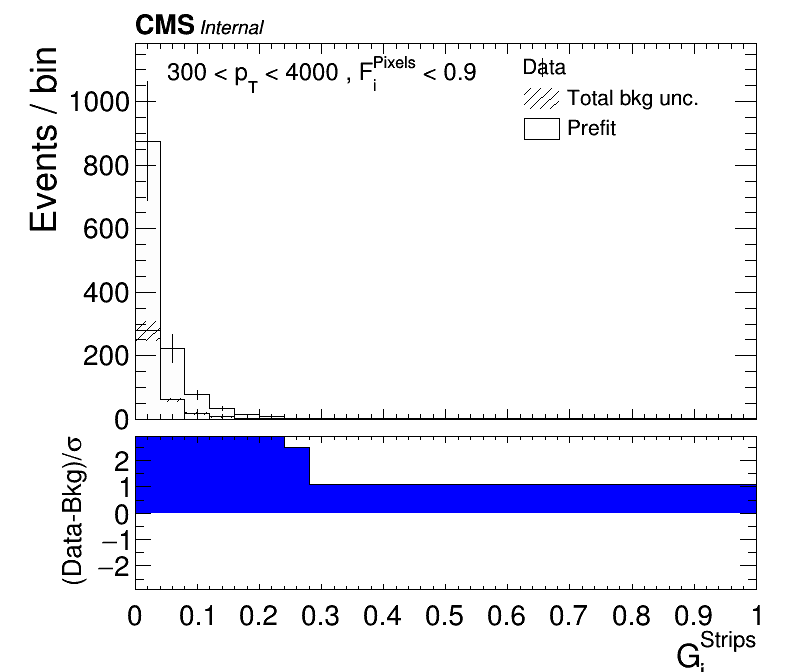 CMS Internal
300 < p_T < 4000 , F_i^Pixels < 0.9
Data
Total bkg unc.
Prefit
Events / bin
1000
800
600
400
200
0
(Data-Bkg)/σ
2
1
0
−1
−2
0 0.1 0.2 0.3 0.4 0.5 0.6 0.7 0.8 0.9 1
G_i^Strips